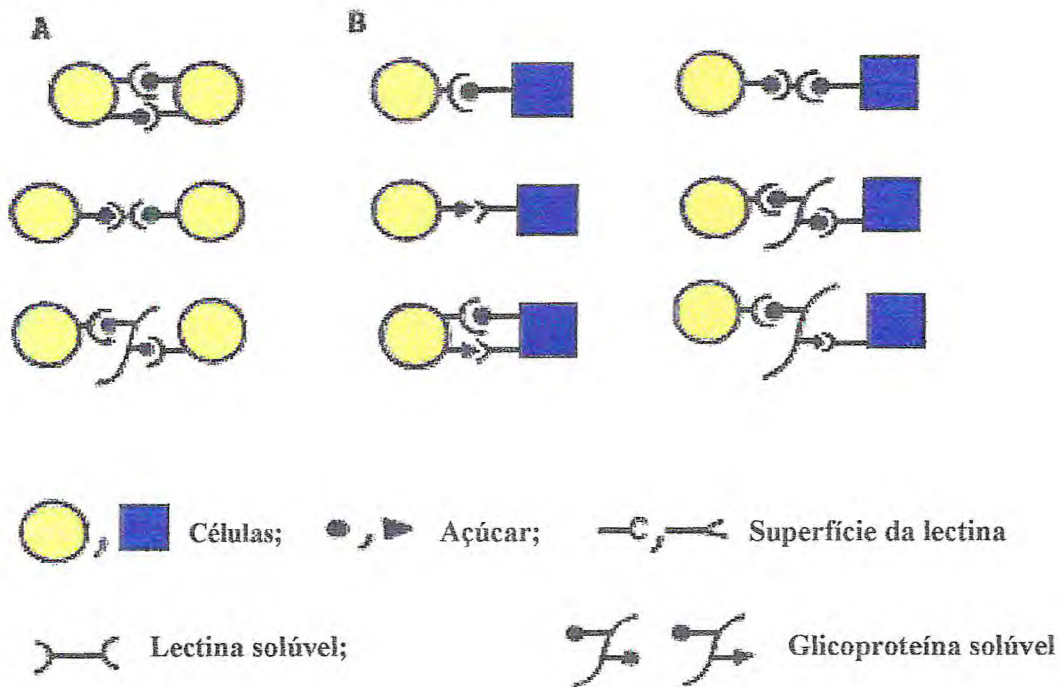 A B
Células; Açúcar; Superfície da lectina
Lectina solúvel; Glicoproteína solúvel